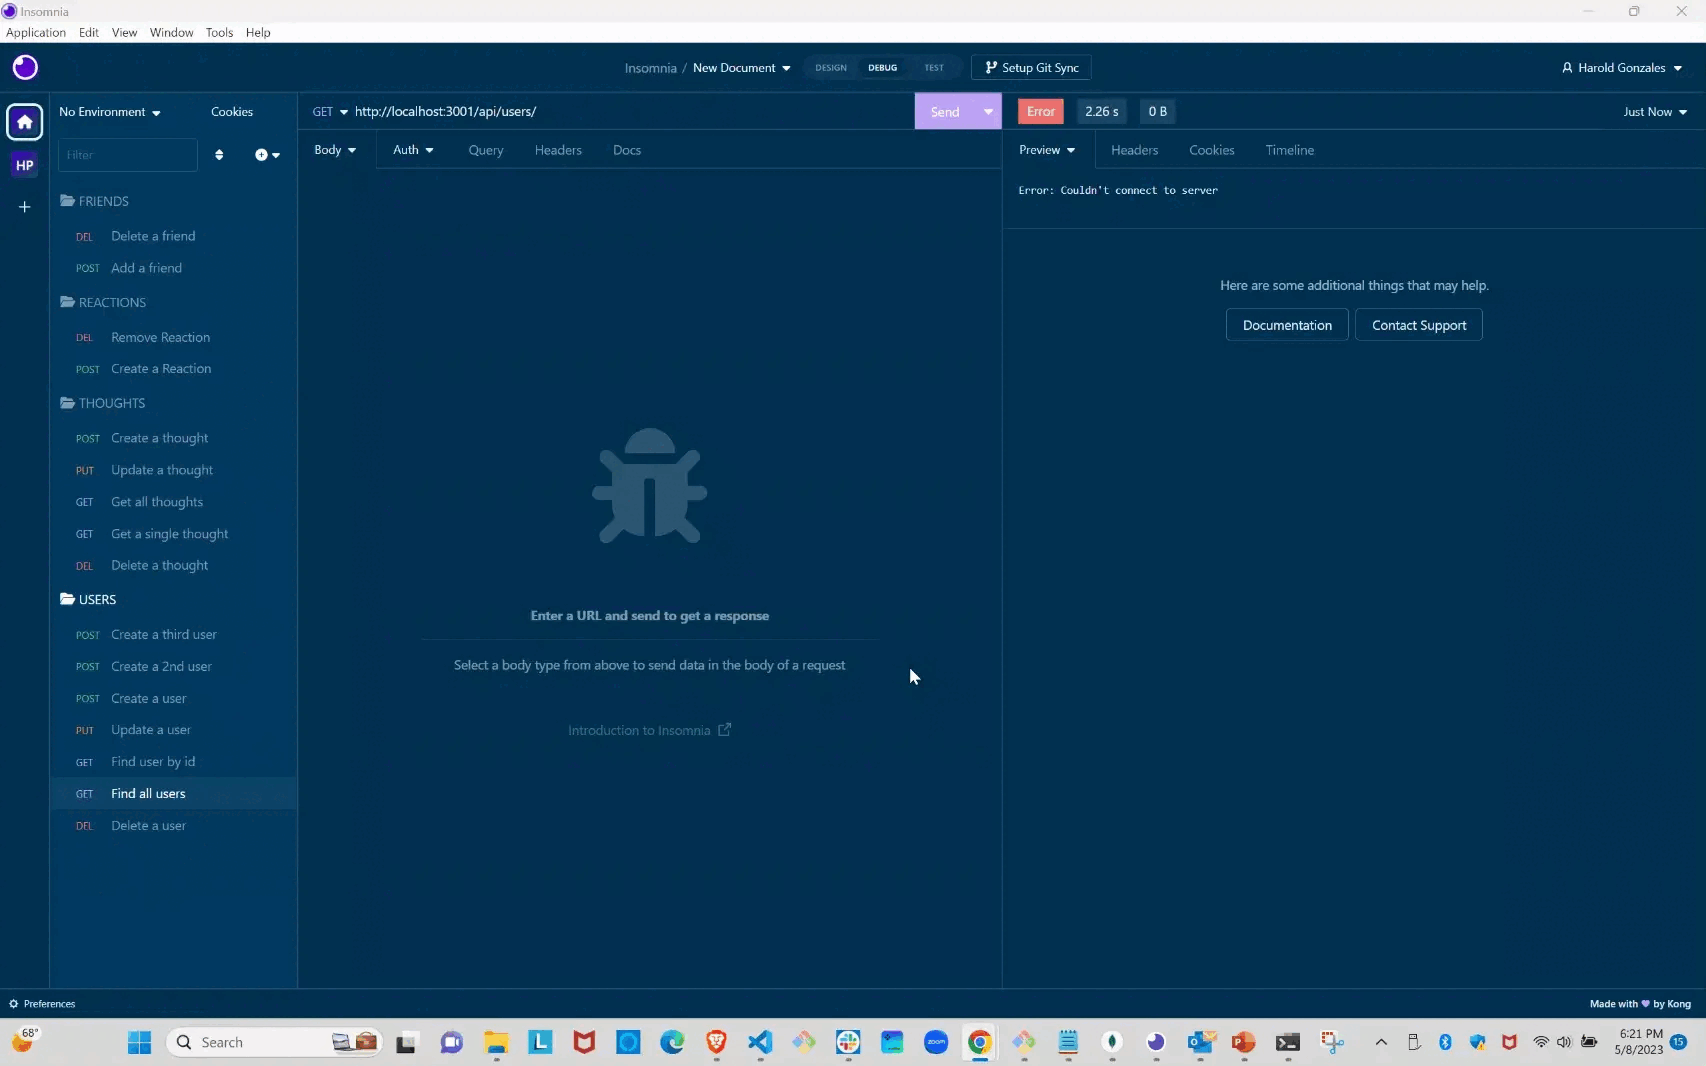 Insomnia
Application Edit View Window Tools Help
Insomnia / New Document DESIGN DEBUG TEST Setup Git Sync Harold Gonzales
No Environment Cookies
GET http://localhost:3001/api/users/ Send
Error 2.26 s 0 B Just Now
Filter
HP
Body Auth Query Headers Docs
Preview Headers Cookies Timeline
Error: Couldn't connect to server
FRIENDS
DEL Delete a friend
POST Add a friend
REACTIONS
DEL Remove Reaction
POST Create a Reaction
THOUGHTS
POST Create a thought
PUT Update a thought
GET Get all thoughts
GET Get a single thought
DEL Delete a thought
USERS
POST Create a third user
POST Create a 2nd user
POST Create a user
PUT Update a user
GET Find user by id
GET Find all users
DEL Delete a user
Enter a URL and send to get a response
Select a body type from above to send data in the body of a request
Introduction to Insomnia
Here are some additional things that may help.
Documentation Contact Support
Preferences
Made with ♥ by Kong
68°
Search
L
zoom
6:21 PM
5/8/2023
15